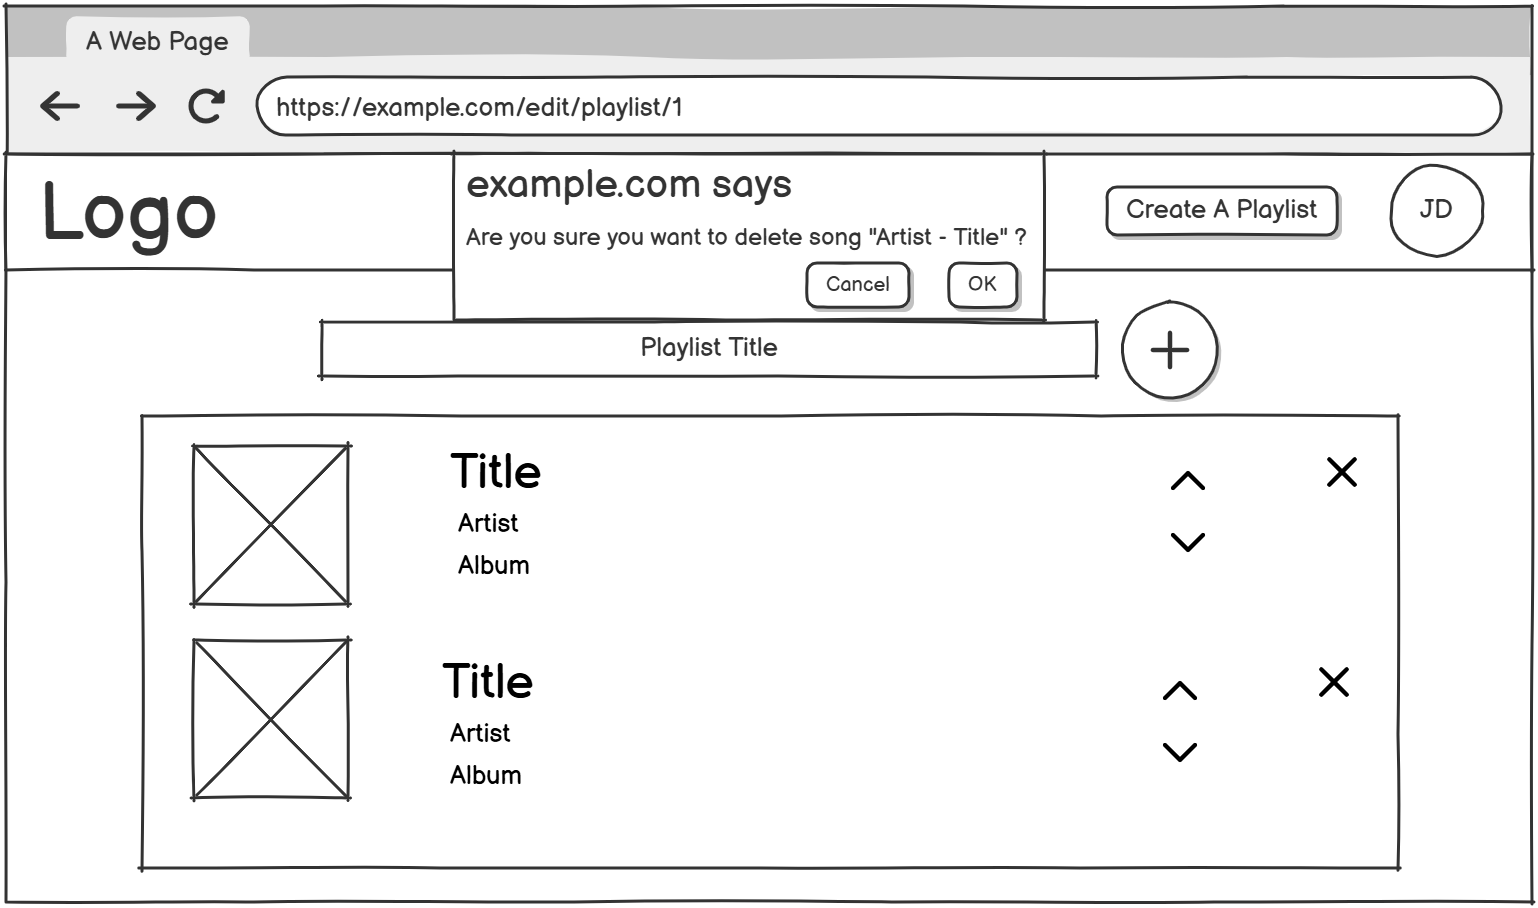 A Web Page
https://example.com/edit/playlist/1
Logo
example.com says
Are you sure you want to delete song "Artist - Title" ?
Cancel
OK
Create A Playlist
JD
Playlist Title
Title
Artist
Album
Title
Artist
Album